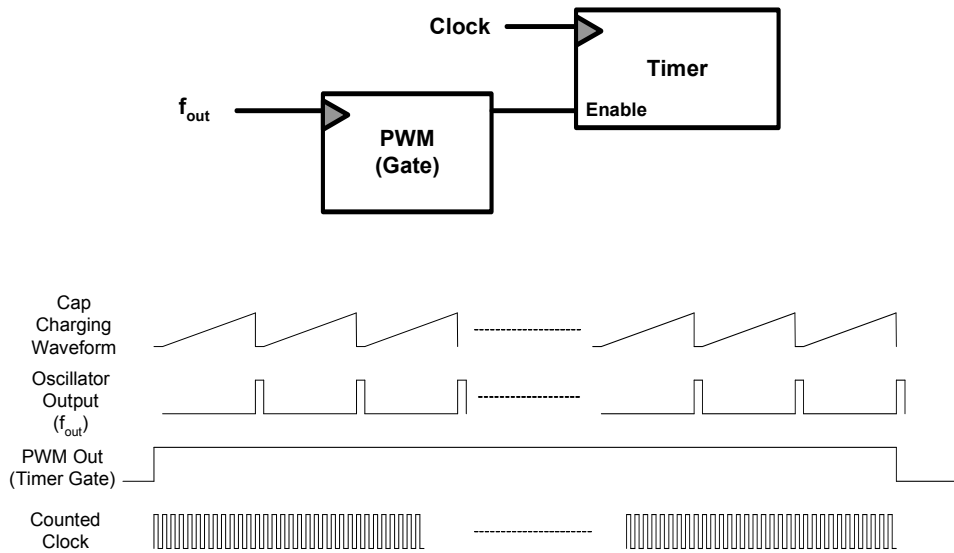 Clock
Timer
f_out
Enable
PWM
(Gate)
Cap
Charging
Waveform
Oscillator
Output
(f_out)
PWM Out
(Timer Gate)
Counted
Clock